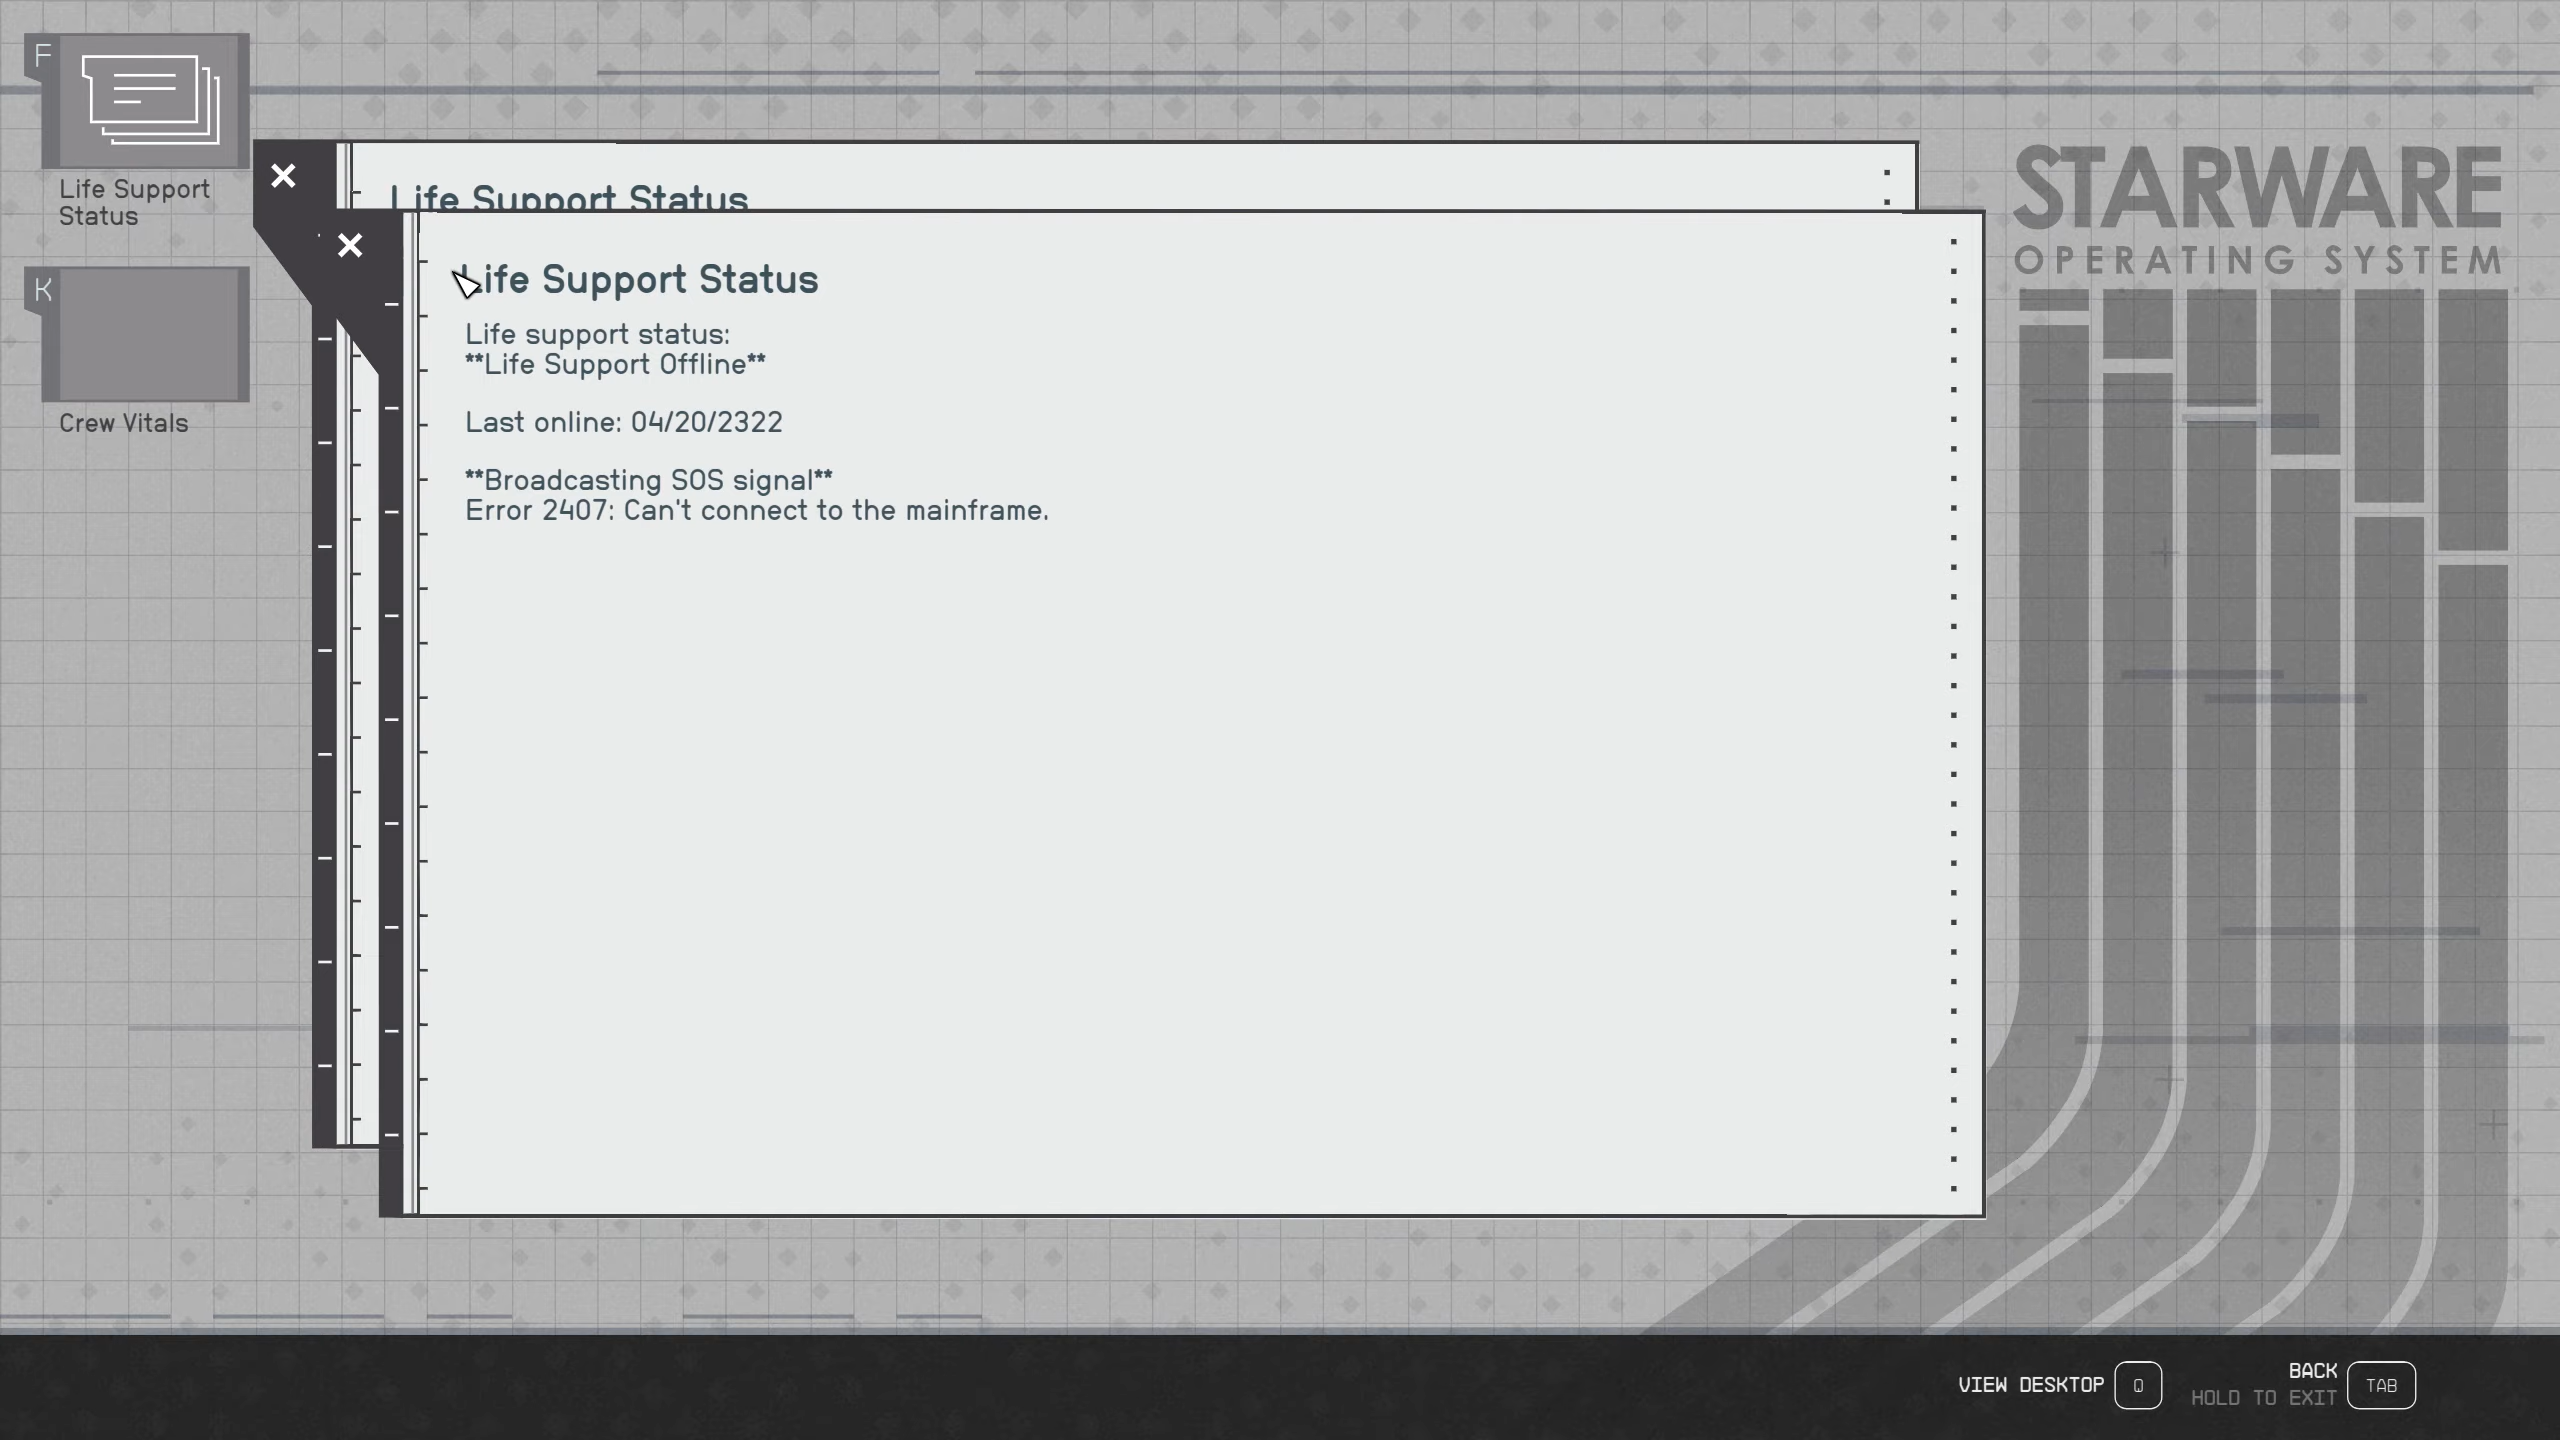 F
Life Support
Status
K
Crew Vitals
Life Support Status
Life Support Status
Life support status:
**Life Support Offline**
Last online: 04/20/2322
**Broadcasting SOS signal**
Error 2407: Can't connect to the mainframe.
STARWARE
OPERATING SYSTEM
VIEW DESKTOP Q
BACK
HOLD TO EXIT
TAB